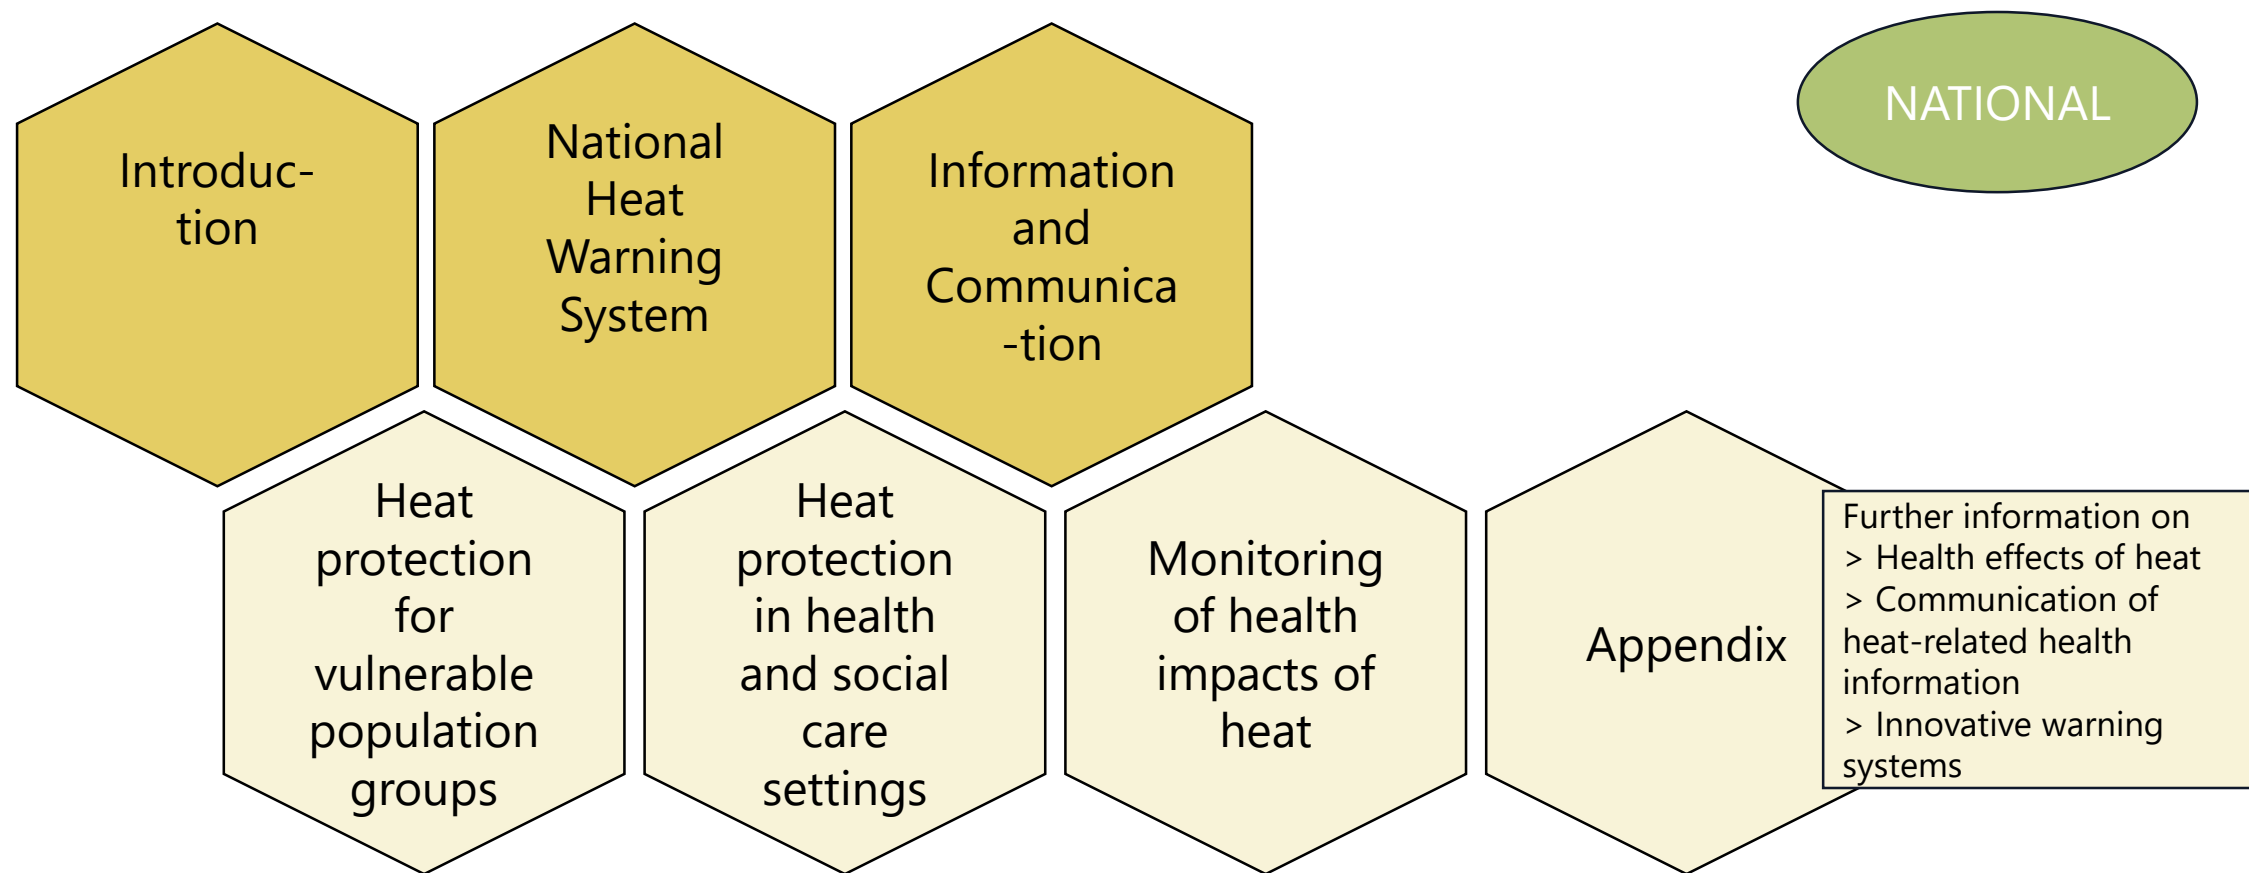 Introduc-
tion
National
Heat
Warning
System
Information
and
Communica
-tion
NATIONAL
Heat
protection
for
vulnerable
population
groups
Heat
protection
in health
and social
care
settings
Monitoring
of health
impacts of
heat
Appendix
Further information on
> Health effects of heat
> Communication of
heat-related health
information
> Innovative warning
systems